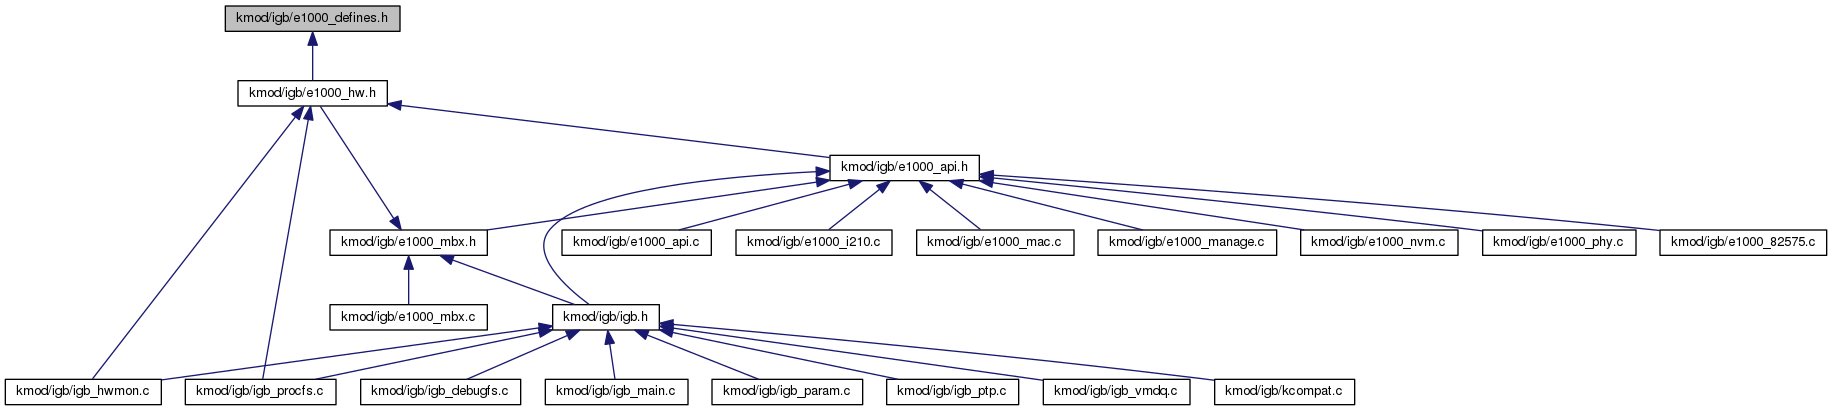 kmod/igb/e1000_defines.h
kmod/igb/e1000_hw.h
kmod/igb/e1000_api.h
kmod/igb/e1000_mbx.h
kmod/igb/e1000_api.c
kmod/igb/e1000_i210.c
kmod/igb/e1000_mac.c
kmod/igb/e1000_manage.c
kmod/igb/e1000_nvm.c
kmod/igb/e1000_phy.c
kmod/igb/e1000_82575.c
kmod/igb/e1000_mbx.c
kmod/igb/igb.h
kmod/igb/igb_hwmon.c
kmod/igb/igb_procfs.c
kmod/igb/igb_debugfs.c
kmod/igb/igb_main.c
kmod/igb/igb_param.c
kmod/igb/igb_ptp.c
kmod/igb/igb_vmdq.c
kmod/igb/kcompat.c